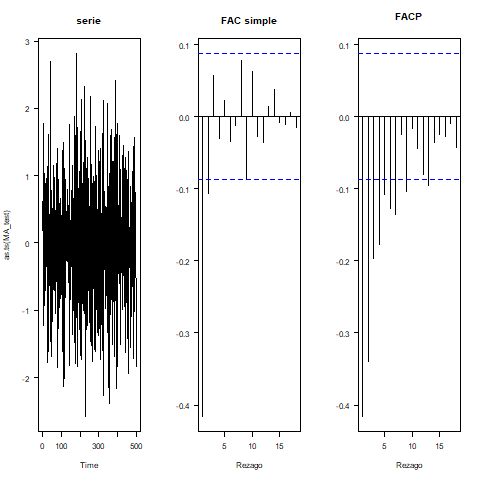 serie
FAC simple
FACP
as.ts(MA_test)
3
2
1
0
-1
-2
0 100 300 500
Time
0.1
0.0
-0.1
-0.2
-0.3
-0.4
5 10 15
Rezago
0.1
0.0
-0.1
-0.2
-0.3
-0.4
5 10 15
Rezago